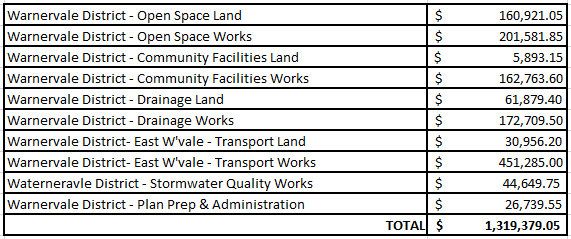 Warnervale District - Open Space Land $ 160,921.05
Warnervale District - Open Space Works $ 201,581.85
Warnervale District - Community Facilities Land $ 5,893.15
Warnervale District - Community Facilities Works $ 162,763.60
Warnervale District - Drainage Land $ 61,879.40
Warnervale District - Drainage Works $ 172,709.50
Warnervale District- East W'vale - Transport Land $ 30,956.20
Warnervale District- East W'vale - Transport Works $ 451,285.00
Waterneravle District - Stormwater Quality Works $ 44,649.75
Warnervale District - Plan Prep & Administration $ 26,739.55
TOTAL $ 1,319,379.05